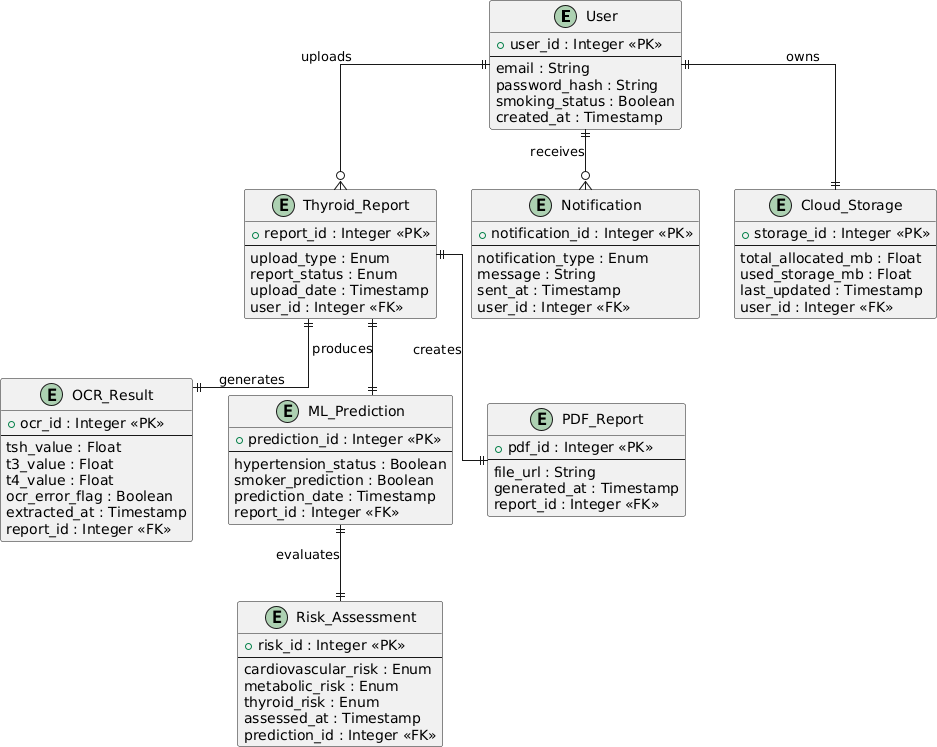 E User
user_id : Integer «PK»
email : String
password_hash : String
smoking_status : Boolean
created_at : Timestamp
uploads
owns
receives
E Thyroid_Report
report_id : Integer «PK»
upload_type : Enum
report_status : Enum
upload_date : Timestamp
user_id : Integer «FK»
E Notification
notification_id : Integer «PK»
notification_type : Enum
message : String
sent_at : Timestamp
user_id : Integer «FK»
E Cloud_Storage
storage_id : Integer «PK»
total_allocated_mb : Float
used_storage_mb : Float
last_updated : Timestamp
user_id : Integer «FK»
generates
produces
creates
E OCR_Result
ocr_id : Integer «PK»
tsh_value : Float
t3_value : Float
t4_value : Float
ocr_error_flag : Boolean
extracted_at : Timestamp
report_id : Integer «FK»
E ML_Prediction
prediction_id : Integer «PK»
hypertension_status : Boolean
smoker_prediction : Boolean
prediction_date : Timestamp
report_id : Integer «FK»
E PDF_Report
pdf_id : Integer «PK»
file_url : String
generated_at : Timestamp
report_id : Integer «FK»
evaluates
E Risk_Assessment
risk_id : Integer «PK»
cardiovascular_risk : Enum
metabolic_risk : Enum
thyroid_risk : Enum
assessed_at : Timestamp
prediction_id : Integer «FK»